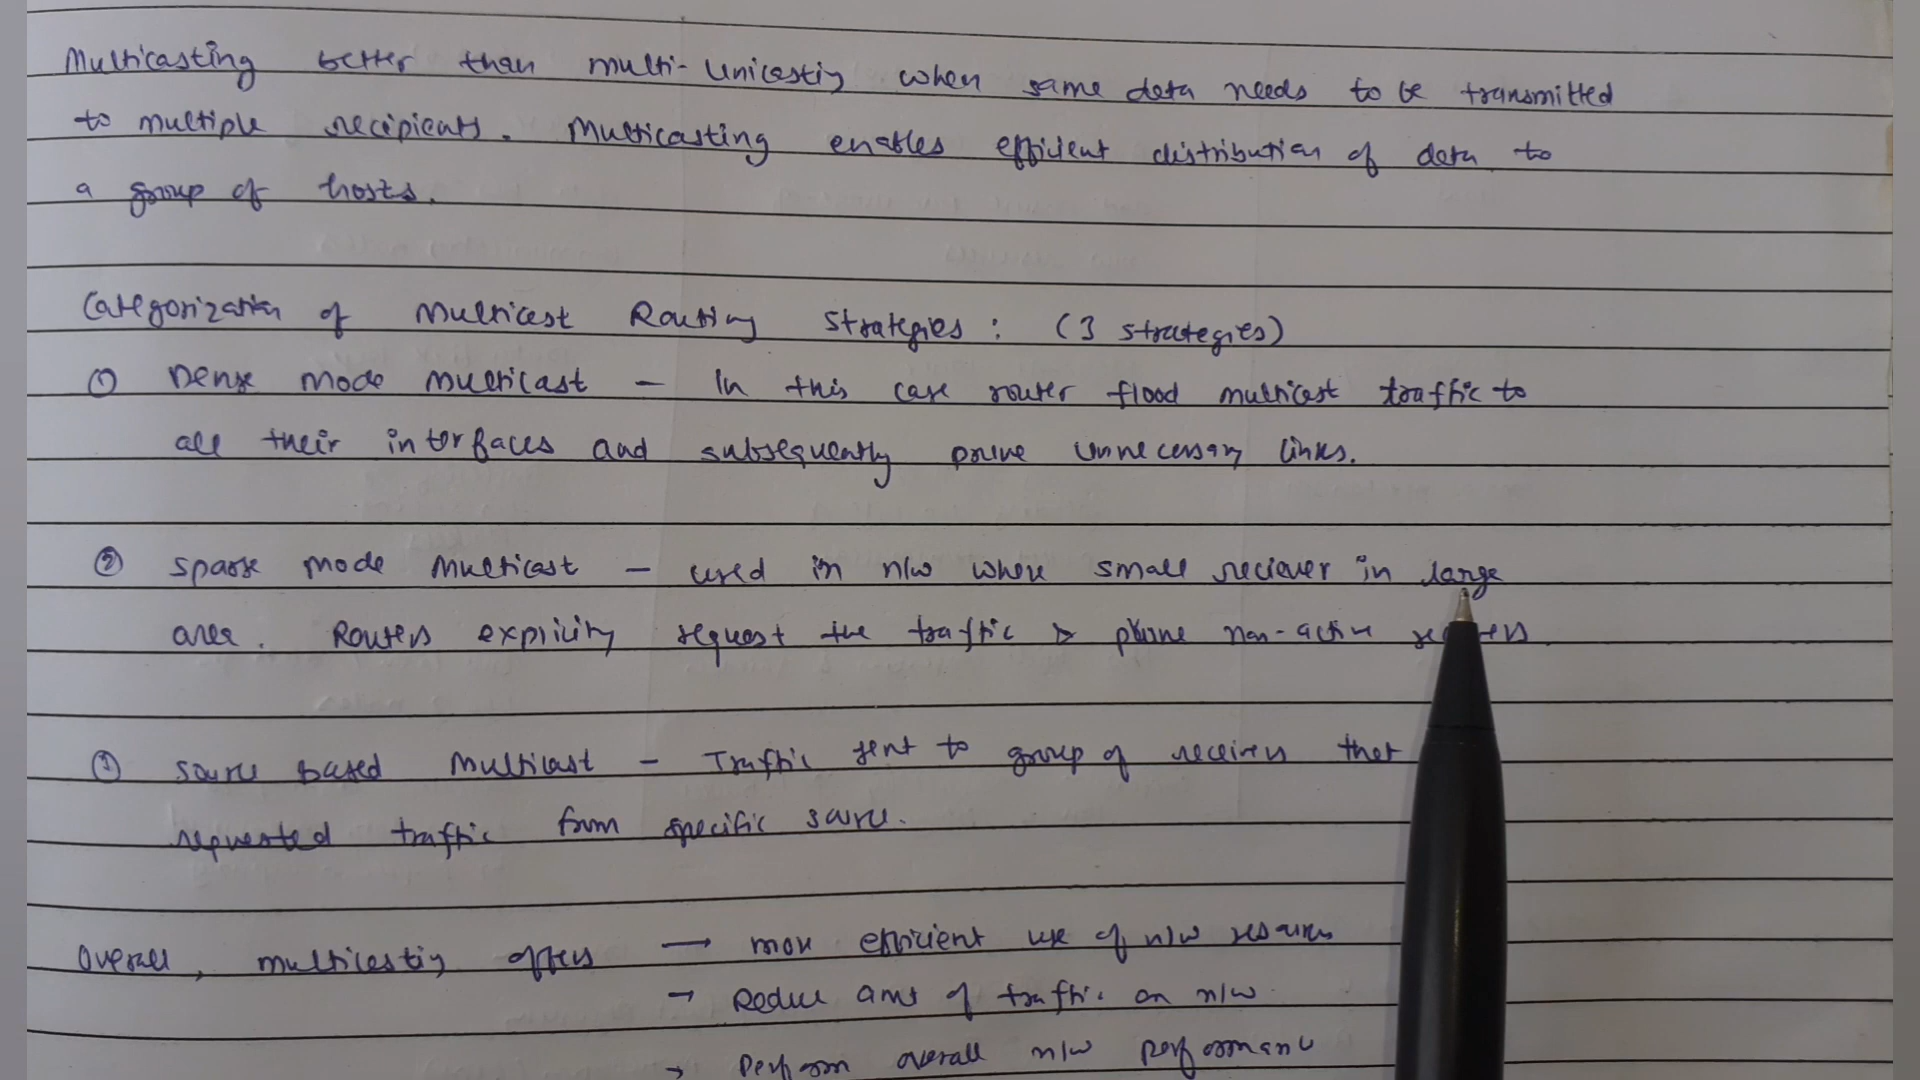 Multicasting better than multi-unicastig when same data needs to be transmitted
to multiple recipients. Multicasting enables efficient distribution of data to
a group of hosts.
Categorization of Multicast Routing Strategies : (3 strategies)
① Dense Mode Multicast - In this case router flood multicast traffic to
all their interfaces and subsequently prune unnecessary links.
② Sparse Mode Multicast - used in n/w where small reciever in large
area. Routers explicity request the traffic & prune non-active
③ Source based Multicast - Traffic sent to group of receivers that
requested traffic from specific source.
Overall, multicastig offers → more efficient use of n/w resources
→ Reduce amt of traffic on n/w
→ Perform overall n/w performance